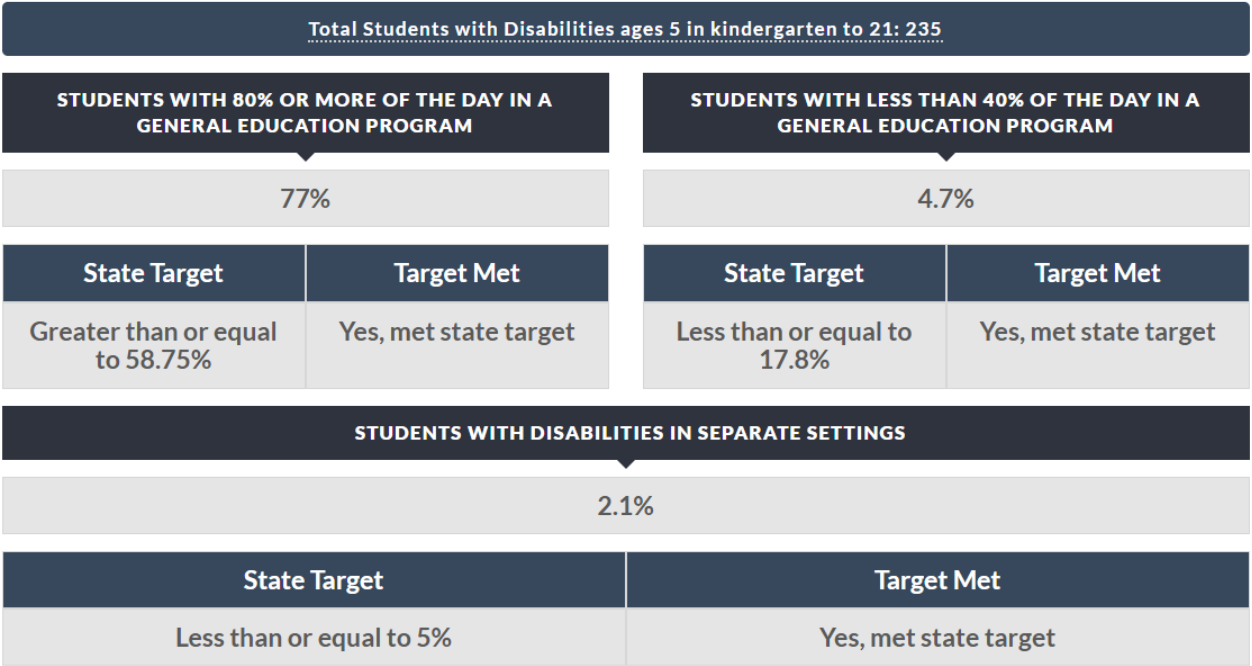 Total Students with Disabilities ages 5 in kindergarten to 21: 235
STUDENTS WITH 80% OR MORE OF THE DAY IN A
GENERAL EDUCATION PROGRAM
77%
State Target
Target Met
Greater than or equal
to 58.75%
Yes, met state target
STUDENTS WITH LESS THAN 40% OF THE DAY IN A
GENERAL EDUCATION PROGRAM
4.7%
State Target
Target Met
Less than or equal to
17.8%
Yes, met state target
STUDENTS WITH DISABILITIES IN SEPARATE SETTINGS
2.1%
State Target
Target Met
Less than or equal to 5%
Yes, met state target